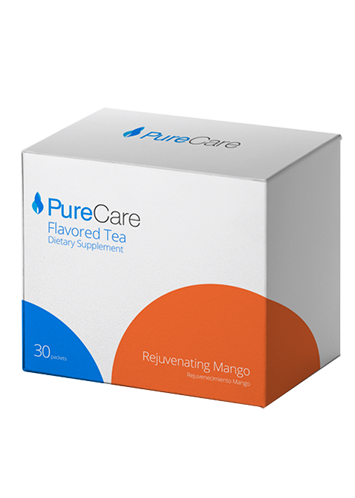 PureCare
PureCare
Flavored Tea
Dietary Supplement
30 packets
Rejuvenating Mango
Rejuvenecimiento Mango